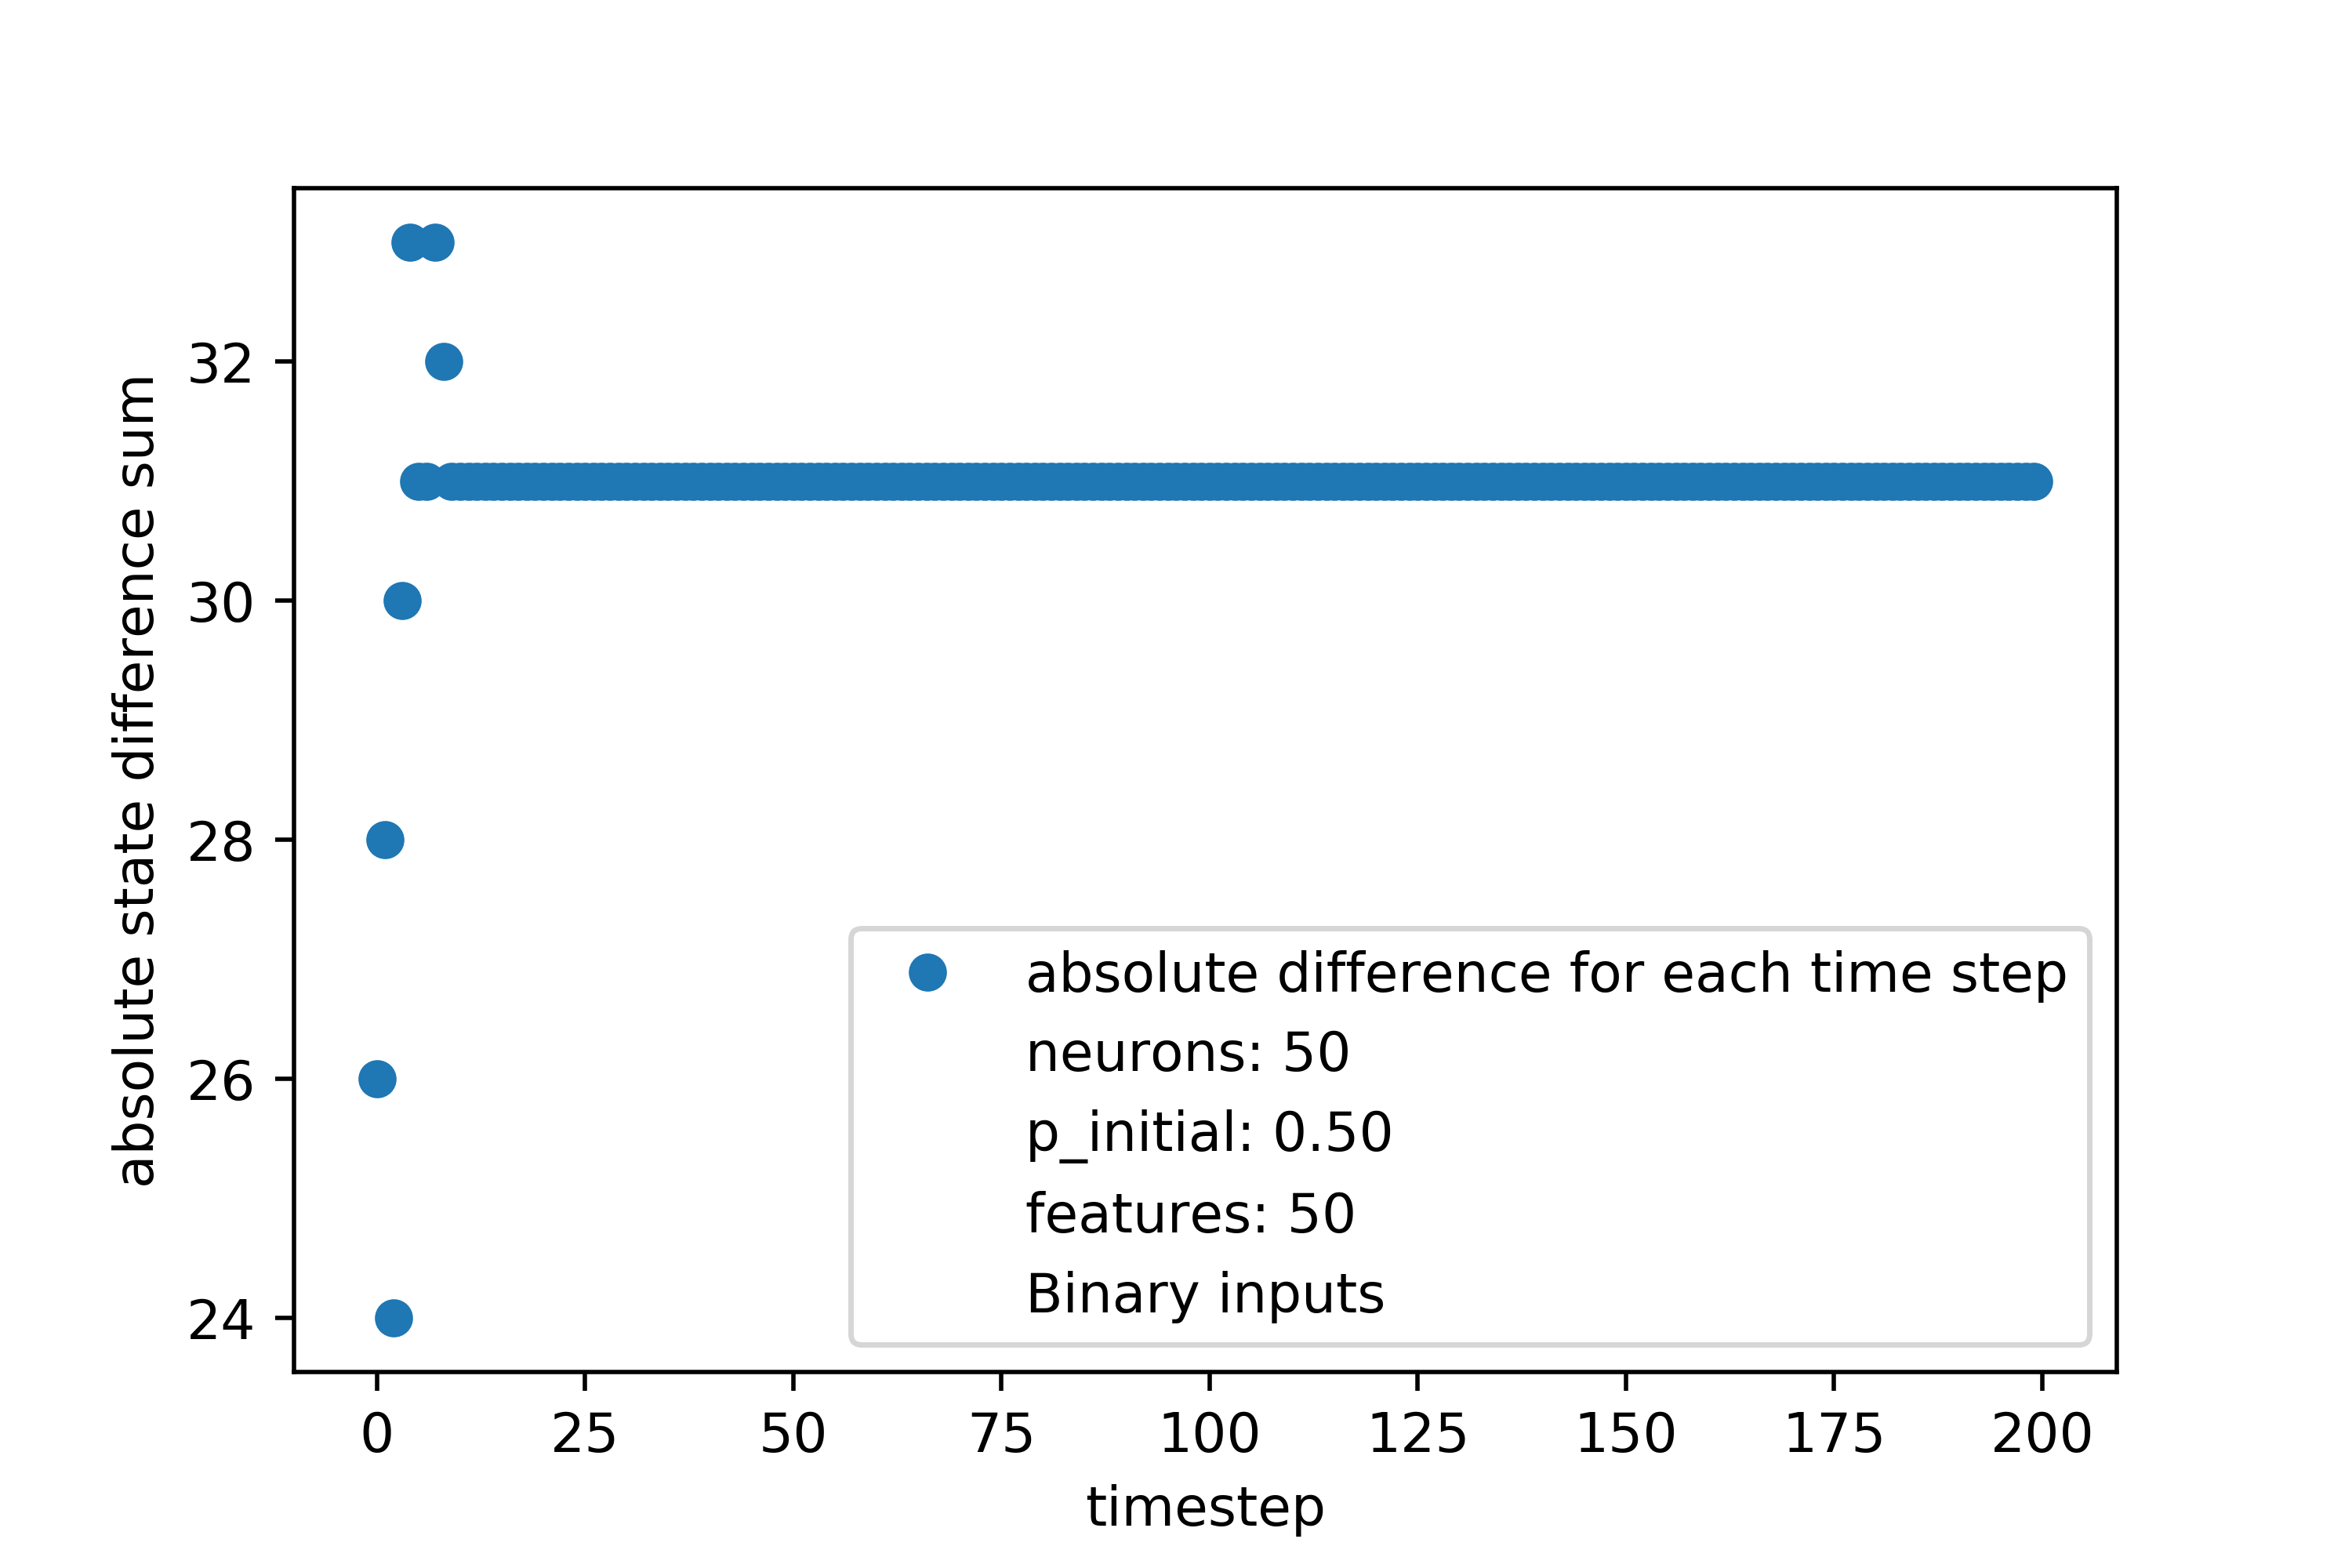 absolute state difference sum
32
30
28
26
24
absolute difference for each time step
neurons: 50
p_initial: 0.50
features: 50
Binary inputs
0 25 50 75 100 125 150 175 200
timestep